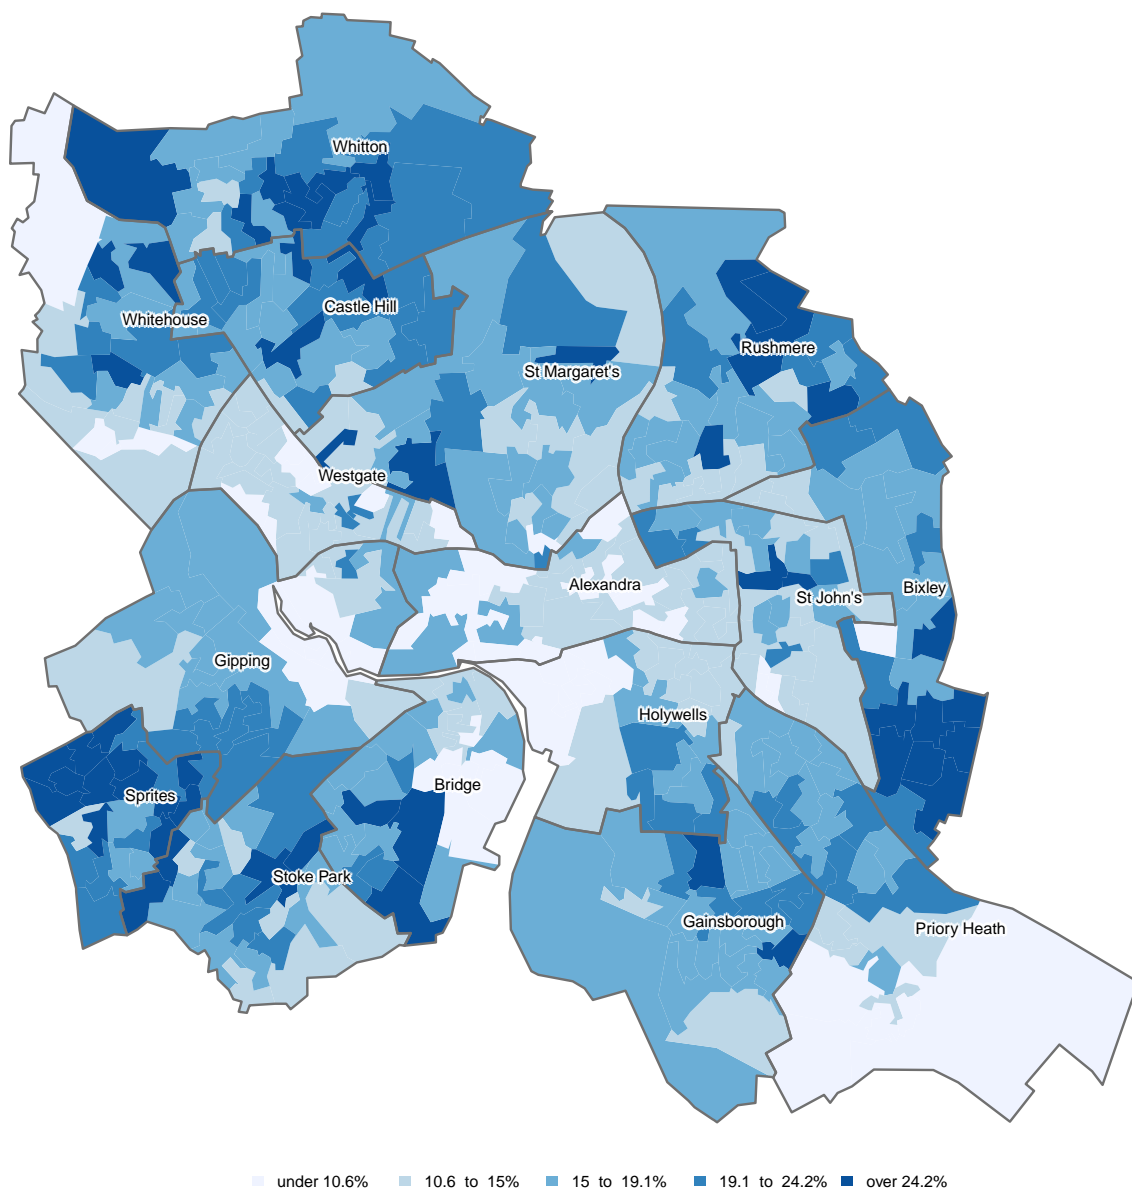 Whitton
Castle Hill
Whitehouse
Rushmere
St Margaret's
Westgate
Alexandra
Bixley
St John's
Gipping
Holywells
Bridge
Sprites
Stoke Park
Gainsborough
Priory Heath
under 10.6% 10.6 to 15% 15 to 19.1% 19.1 to 24.2% over 24.2%